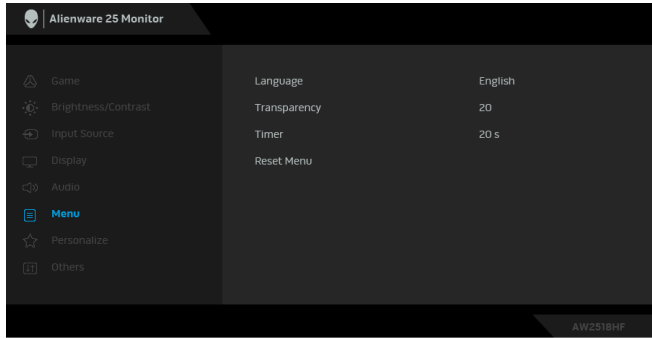 Alienware 25 Monitor
Game
Brightness/Contrast
Input Source
Display
Audio
Menu
Personalize
Others
Language English
Transparency 20
Timer 20 s
Reset Menu
AW2518HF